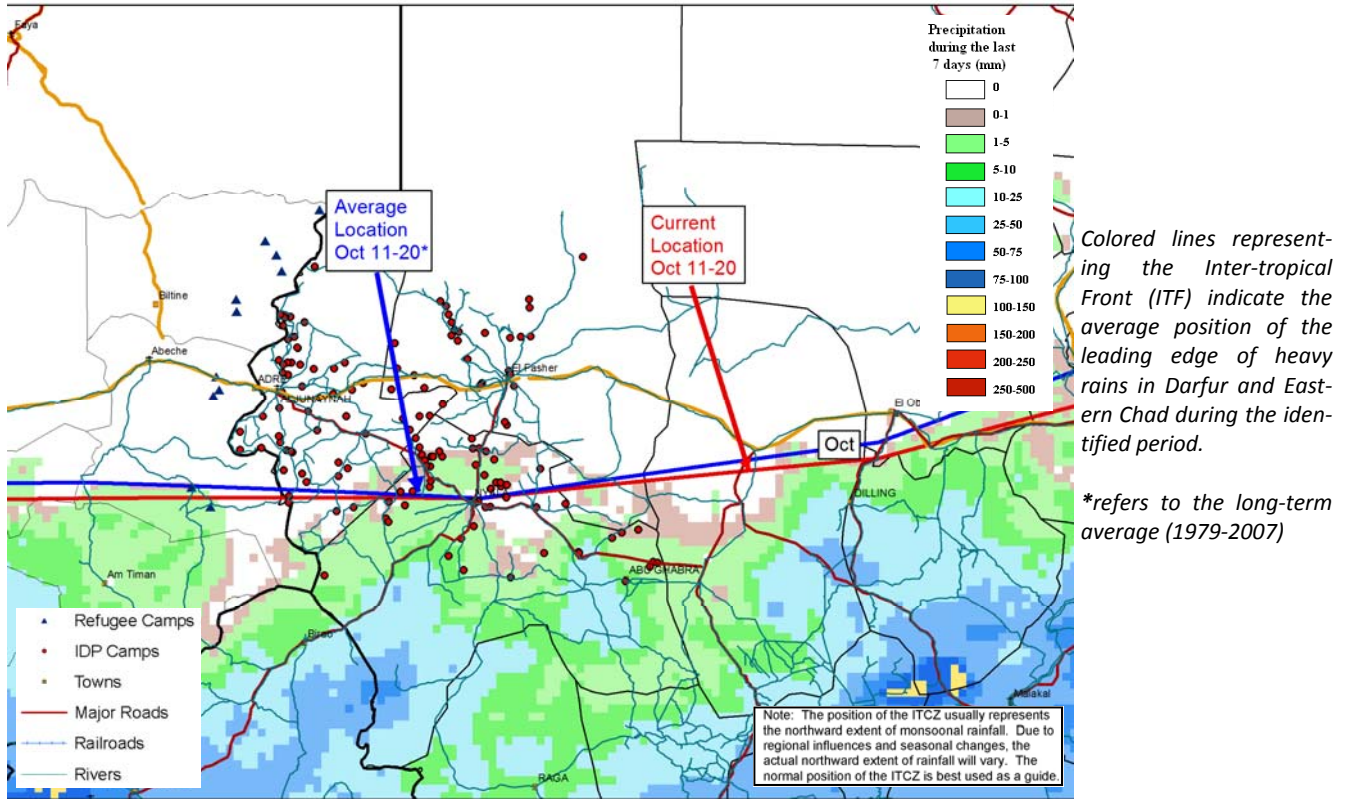 Faya
Precipitation
during the last
7 days (mm)
0
0-1
1-5
5-10
10-25
25-50
50-75
75-100
100-150
150-200
200-250
250-500
Average
Location
Oct 11-20*
Current
Location
Oct 11-20
Biltine
Abeche
El Fasher
El Ob
Oct
DILLING
Am Timan
ABU GHABRA
Birao
Malakal
RAGA
Refugee Camps
IDP Camps
Towns
Major Roads
Railroads
Rivers
Note: The position of the ITCZ usually represents
the northward extent of monsoonal rainfall. Due to
regional influences and seasonal changes, the
actual northward extent of rainfall will vary. The
normal position of the ITCZ is best used as a guide.
Colored lines represent-
ing the Inter-tropical
Front (ITF) indicate the
average position of the
leading edge of heavy
rains in Darfur and East-
ern Chad during the iden-
tified period.
*refers to the long-term
average (1979-2007)